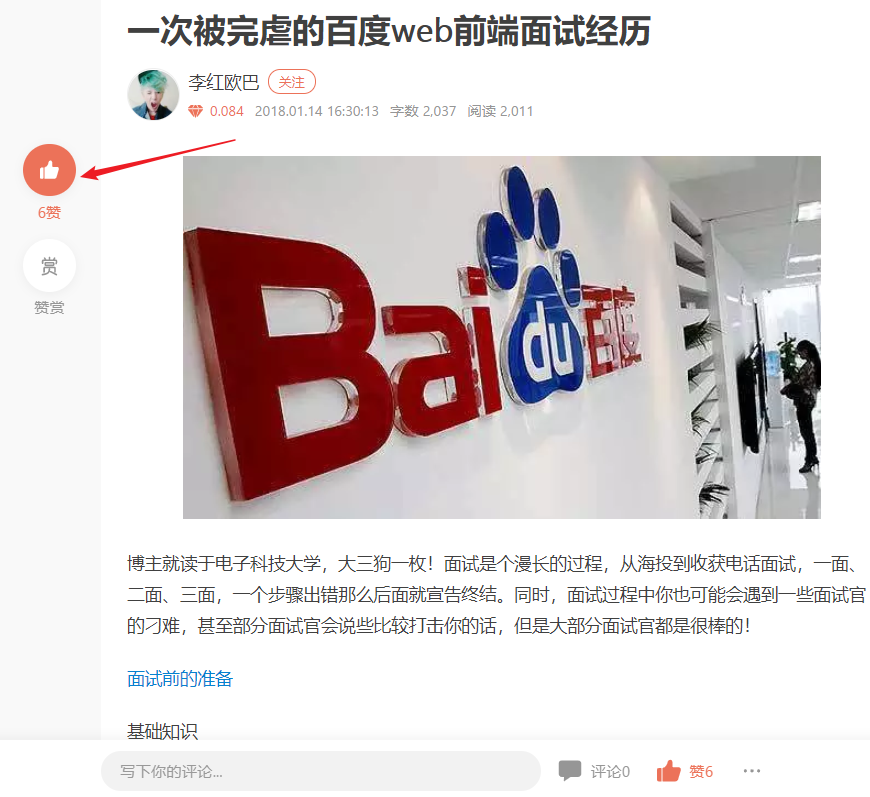 一次被完虐的百度web前端面试经历
李红欧巴 关注
0.084 2018.01.14 16:30:13 字数 2,037 阅读 2,011
6赞
赏
赞赏
Bai du 百度
博主就读于电子科技大学，大三狗一枚！面试是个漫长的过程，从海投到收获电话面试，一面、
二面、三面，一个步骤出错那么后面就宣告终结。同时，面试过程中你也可能会遇到一些面试官
的刁难，甚至部分面试官会说些比较打击你的话，但是大部分面试官都是很棒的！
面试前的准备
基础知识
写下你的评论... 评论0 赞6 ...